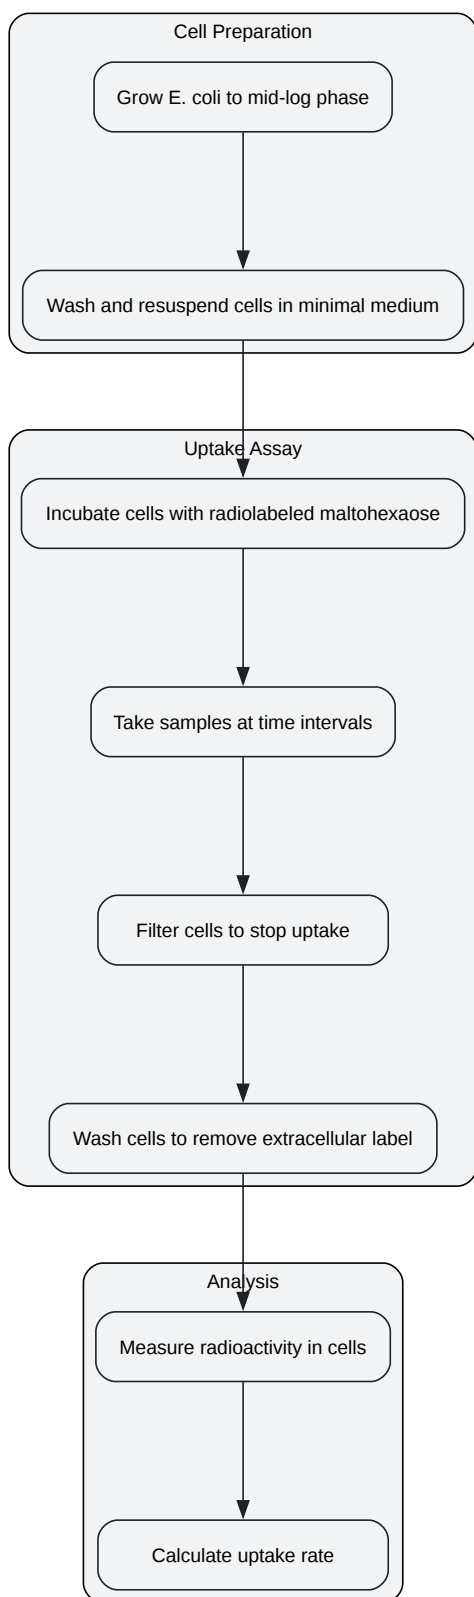 Cell Preparation
Grow E. coli to mid-log phase
Wash and resuspend cells in minimal medium
Uptake Assay
Incubate cells with radiolabeled maltohexaose
Take samples at time intervals
Filter cells to stop uptake
Wash cells to remove extracellular label
Analysis
Measure radioactivity in cells
Calculate uptake rate